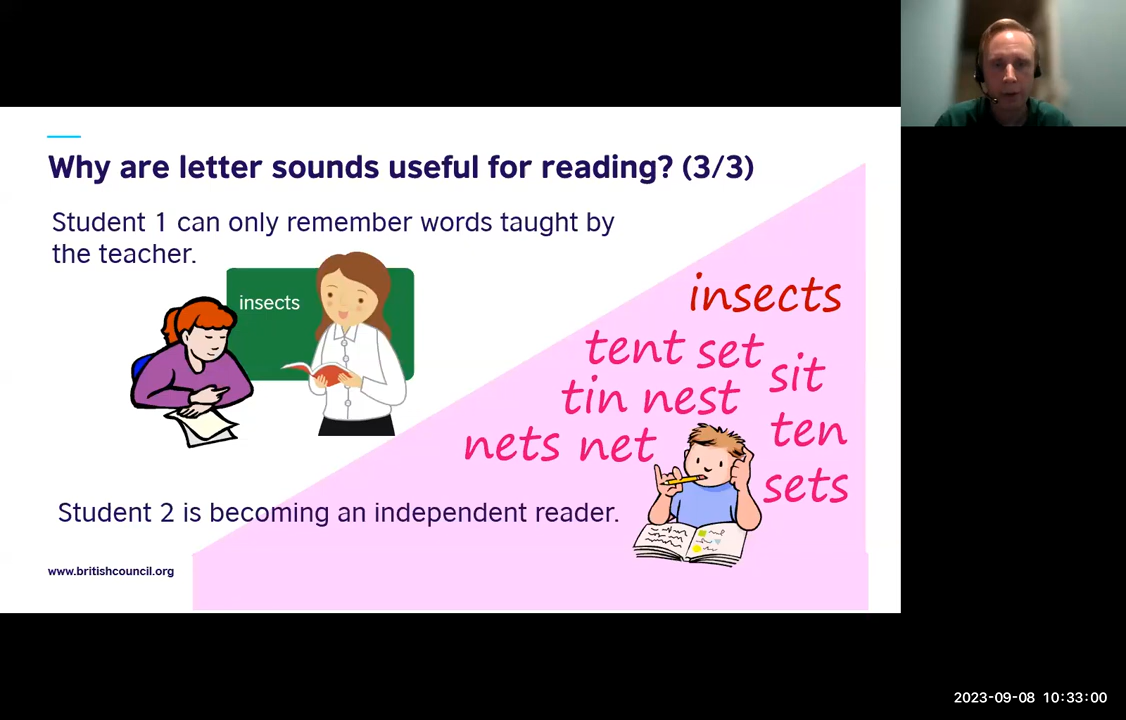 Why are letter sounds useful for reading? (3/3)
Student 1 can only remember words taught by
the teacher.
insects
insects
tent set
sit
tin nest
ten
nets net
sets
Student 2 is becoming an independent reader.
www.britishcouncil.org
2023-09-08 10:33:00